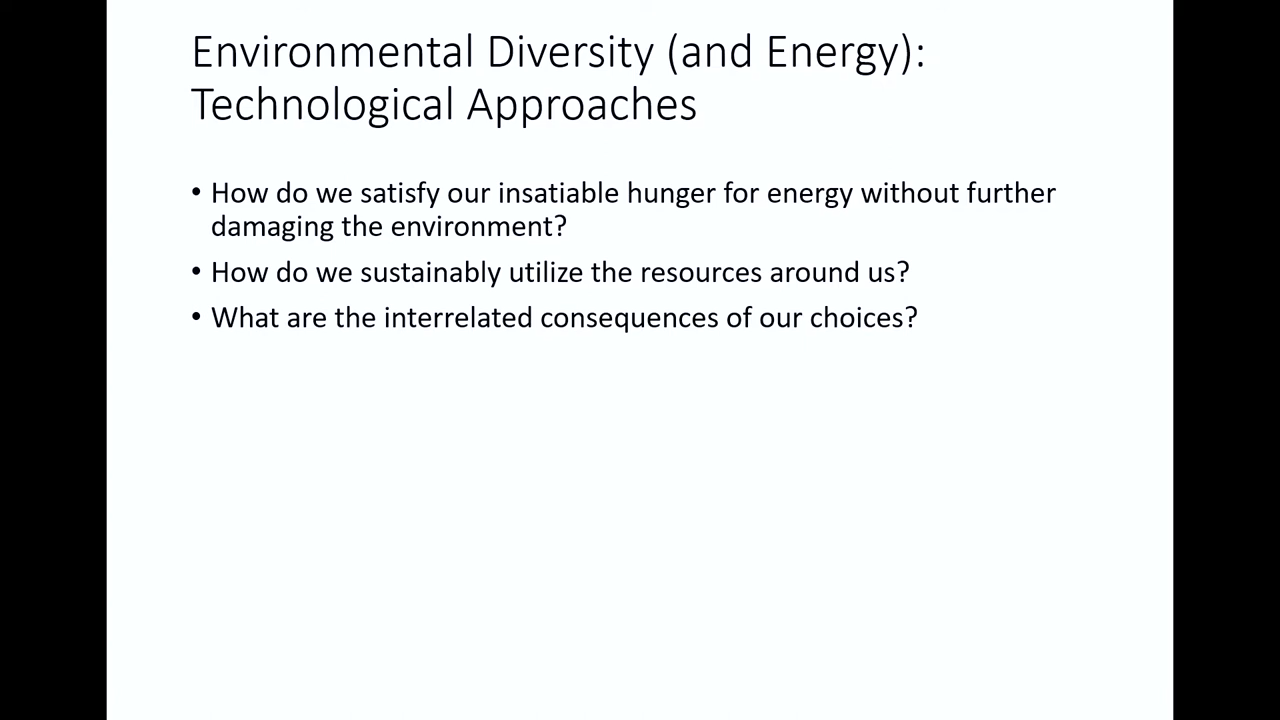 Environmental Diversity (and Energy):
Technological Approaches
• How do we satisfy our insatiable hunger for energy without further
damaging the environment?
• How do we sustainably utilize the resources around us?
• What are the interrelated consequences of our choices?